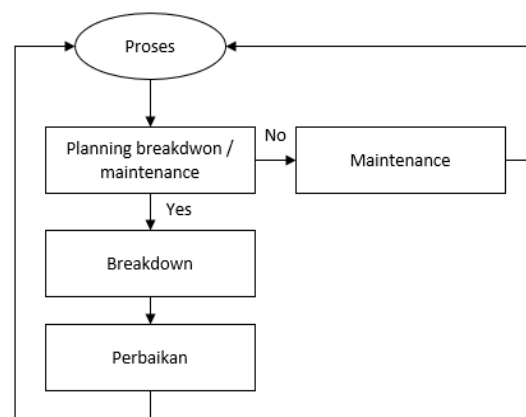 Proses
No
Planning breakdwon /
maintenance
Maintenance
Yes
Breakdown
Perbaikan